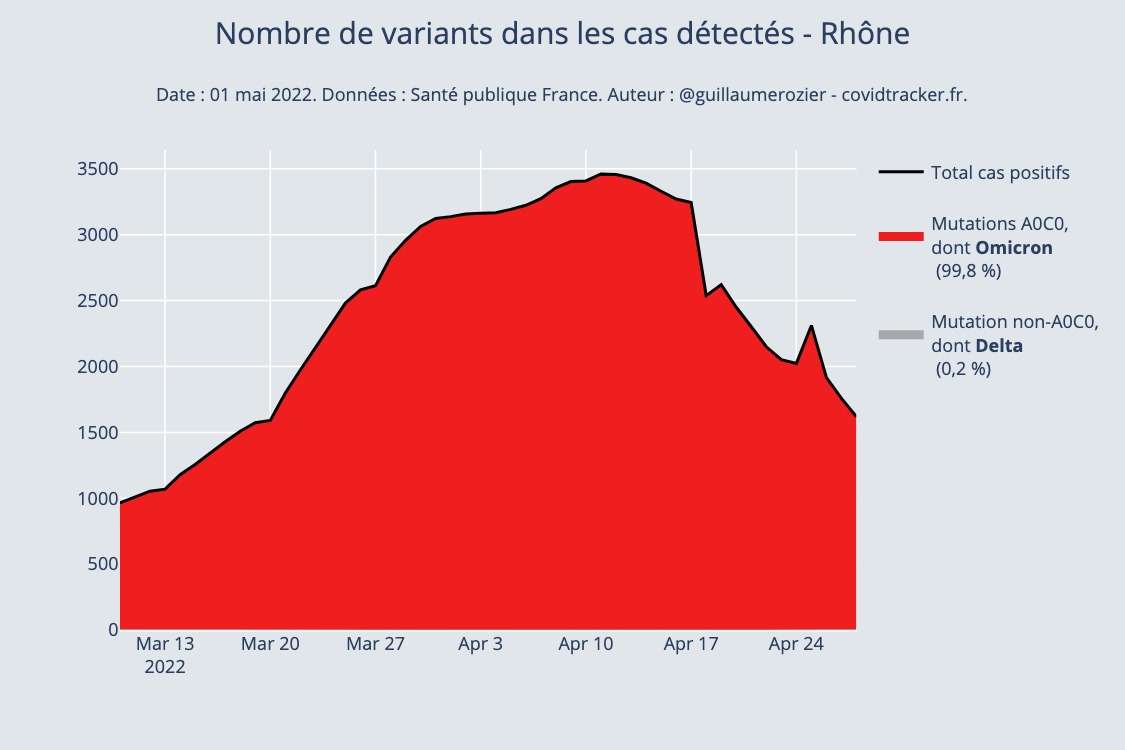 Nombre de variants dans les cas détectés - Rhône
Date : 01 mai 2022. Données : Santé publique France. Auteur : @guillaumerozier - covidtracker.fr.
3500
3000
2500
2000
1500
1000
500
0
Mar 13
2022
Mar 20
Mar 27
Apr 3
Apr 10
Apr 17
Apr 24
Total cas positifs
Mutations A0C0,
dont Omicron
(99,8 %)
Mutation non-A0C0,
dont Delta
(0,2 %)